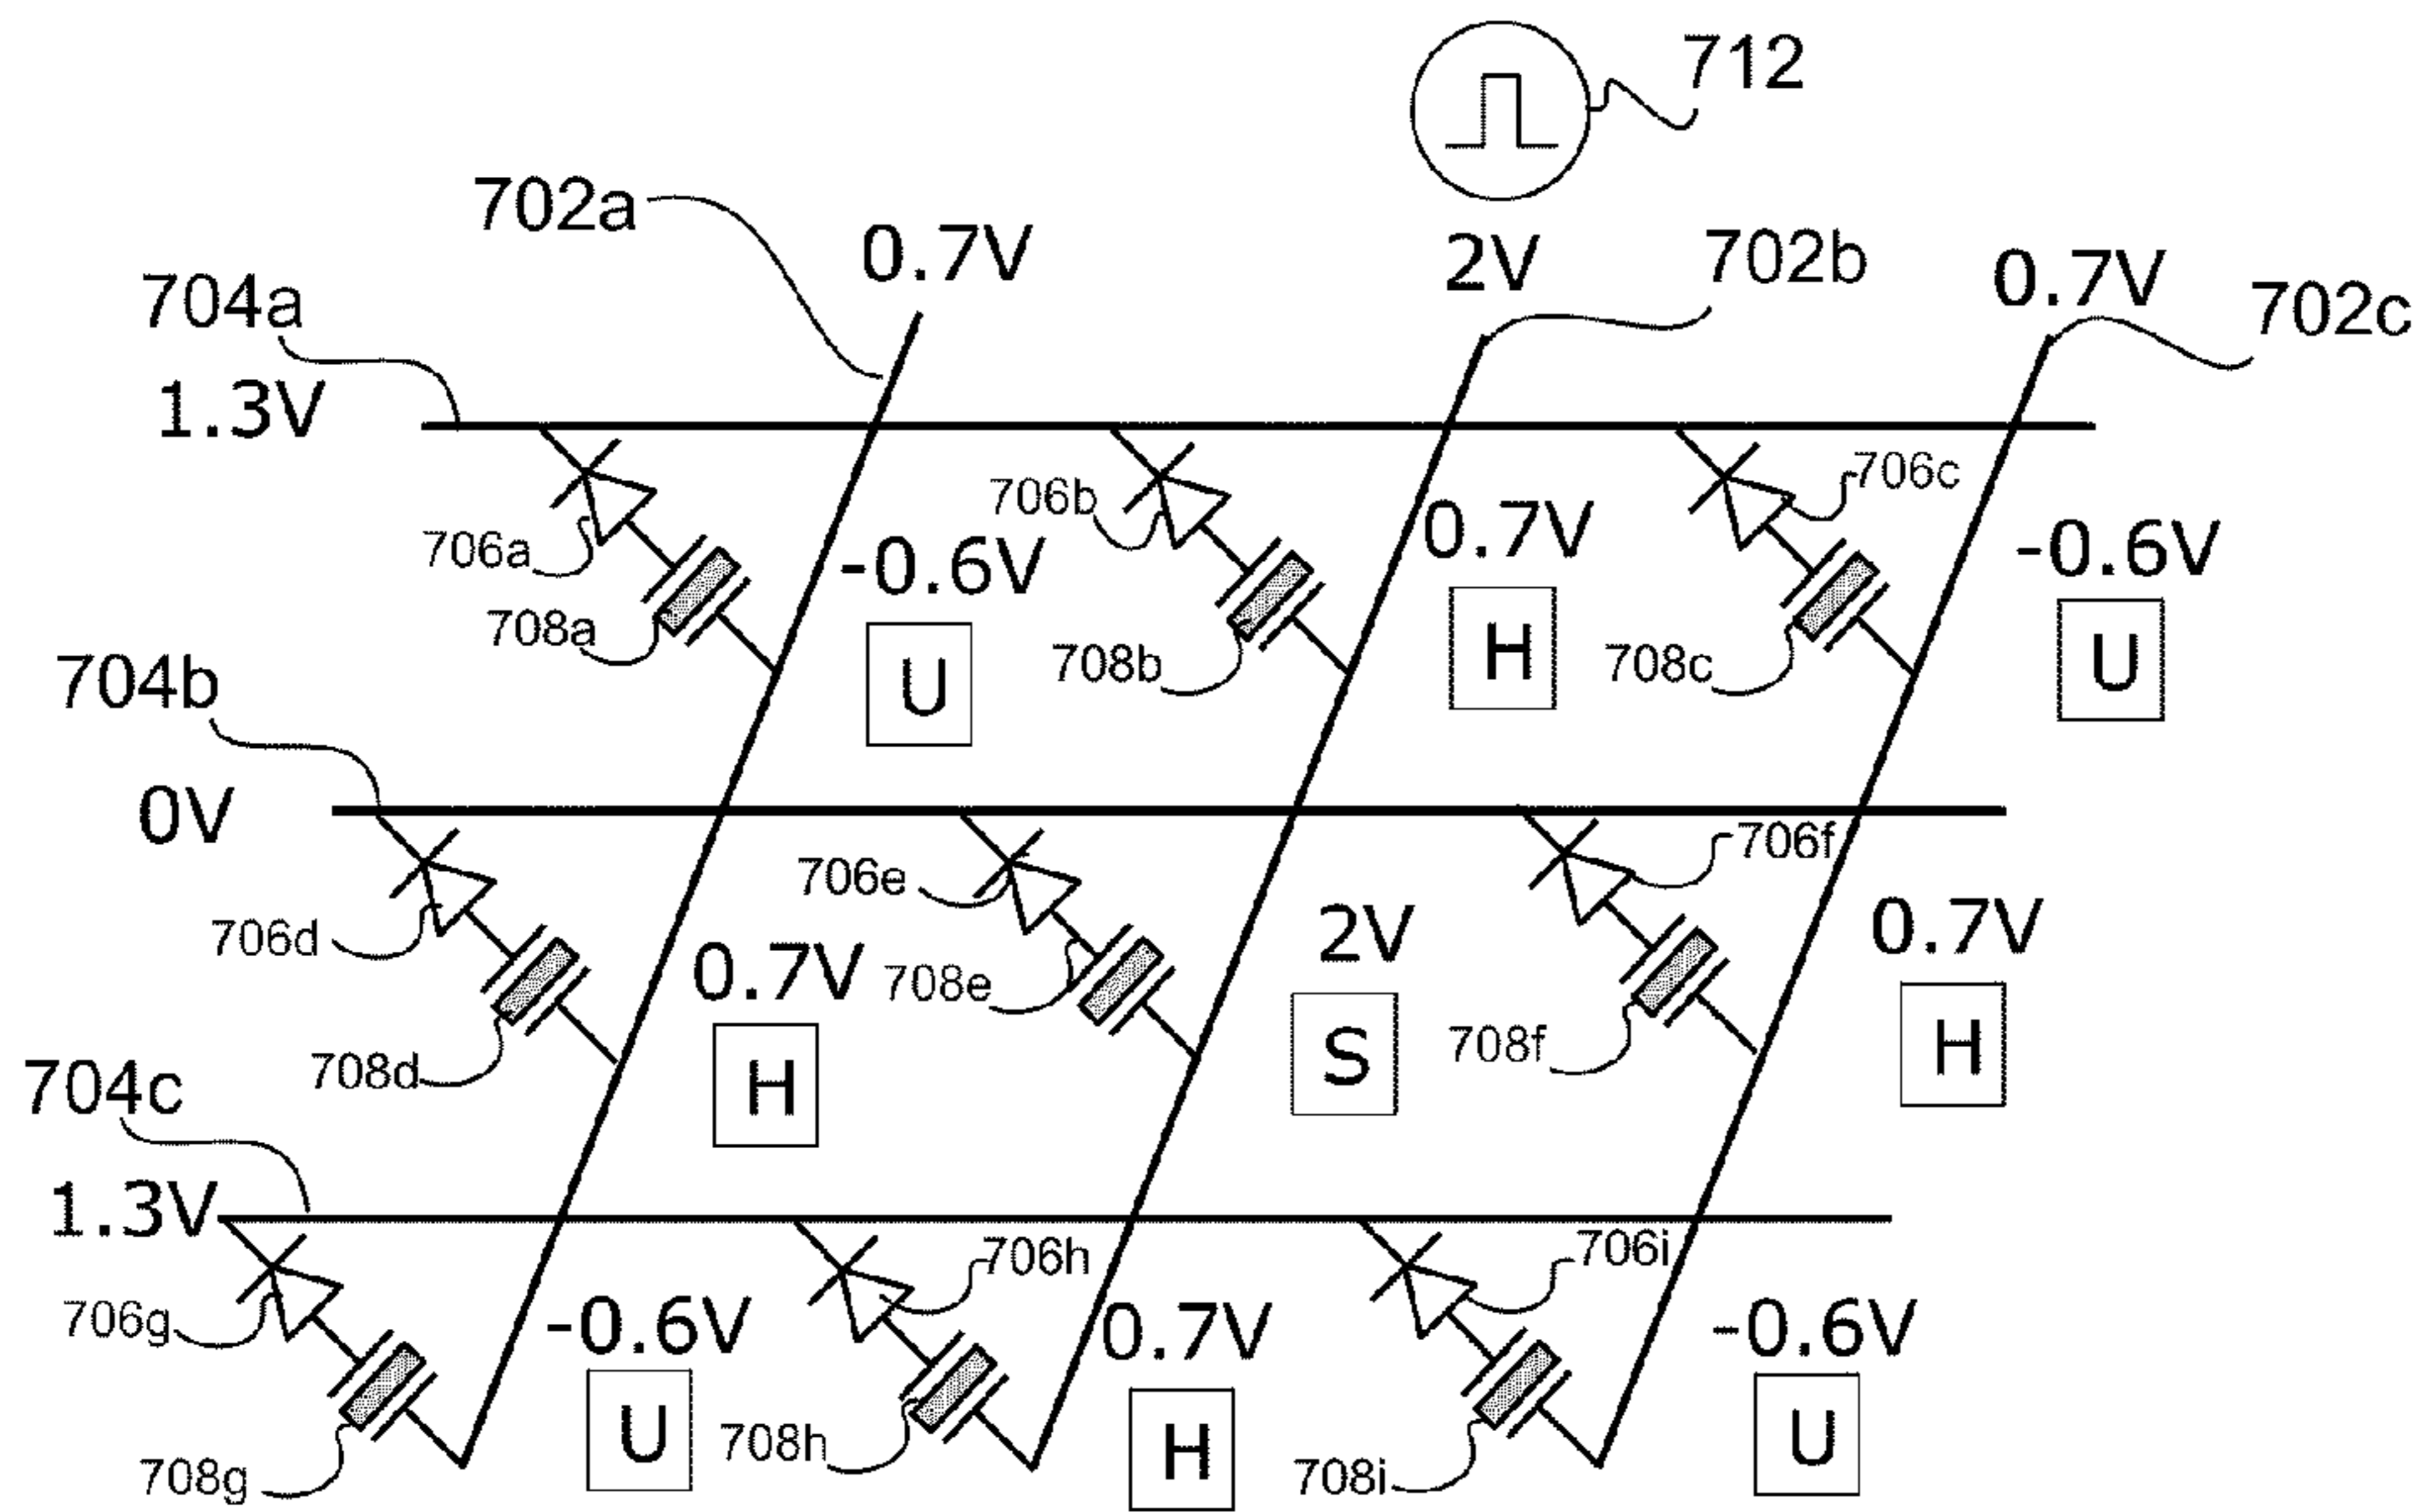 712
702a
0.7V
2V
702b
0.7V
702c
704a
1.3V
706a
708a
-0.6V
U
706b
708b
0.7V
H
706c
708c
-0.6V
U
704b
0V
706d
708d
0.7V
H
706e
708e
2V
S
706f
708f
0.7V
H
704c
1.3V
706g
708g
-0.6V
U
706h
708h
0.7V
H
706i
708i
-0.6V
U